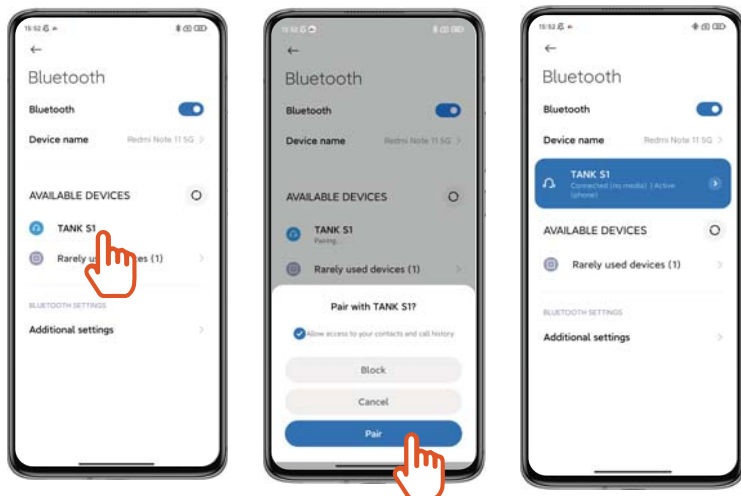 15:52
Bluetooth
Bluetooth
Device name Redmi Note 11 5G
AVAILABLE DEVICES
TANK S1
Rarely used devices (1)
BLUETOOTH SETTINGS
Additional settings
15:52
Bluetooth
Bluetooth
Device name Redmi Note 11 5G
AVAILABLE DEVICES
TANK S1
Pairing...
Rarely used devices (1)
Pair with TANK S1?
Allow access to your contacts and call history
Block
Cancel
Pair
15:52
Bluetooth
Bluetooth
Device name Redmi Note 11 5G
TANK S1
Connected (no media) | Active
(phone)
AVAILABLE DEVICES
Rarely used devices (1)
BLUETOOTH SETTINGS
Additional settings